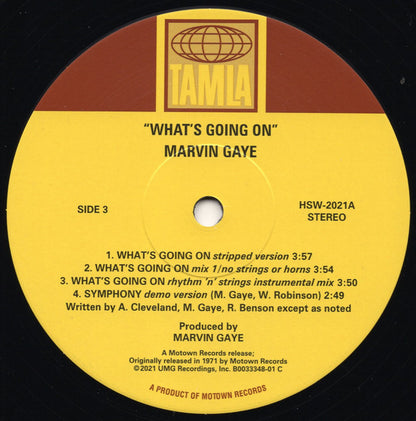 TAMLA
"WHAT'S GOING ON"
MARVIN GAYE
SIDE 3
HSW-2021A
STEREO
1. WHAT'S GOING ON stripped version 3:57
2. WHAT'S GOING ON mix 1/no strings or horns 3:54
3. WHAT'S GOING ON rhythm 'n' strings instrumental mix 3:50
4. SYMPHONY demo version (M. Gaye, W. Robinson) 2:49
Written by A. Cleveland, M. Gaye, R. Benson except as noted
Produced by
MARVIN GAYE
A Motown Records release;
Originally released in 1971 by Motown Records
©2021 UMG Recordings, Inc. B0033348-01 C
A PRODUCT OF MOTOWN RECORDS